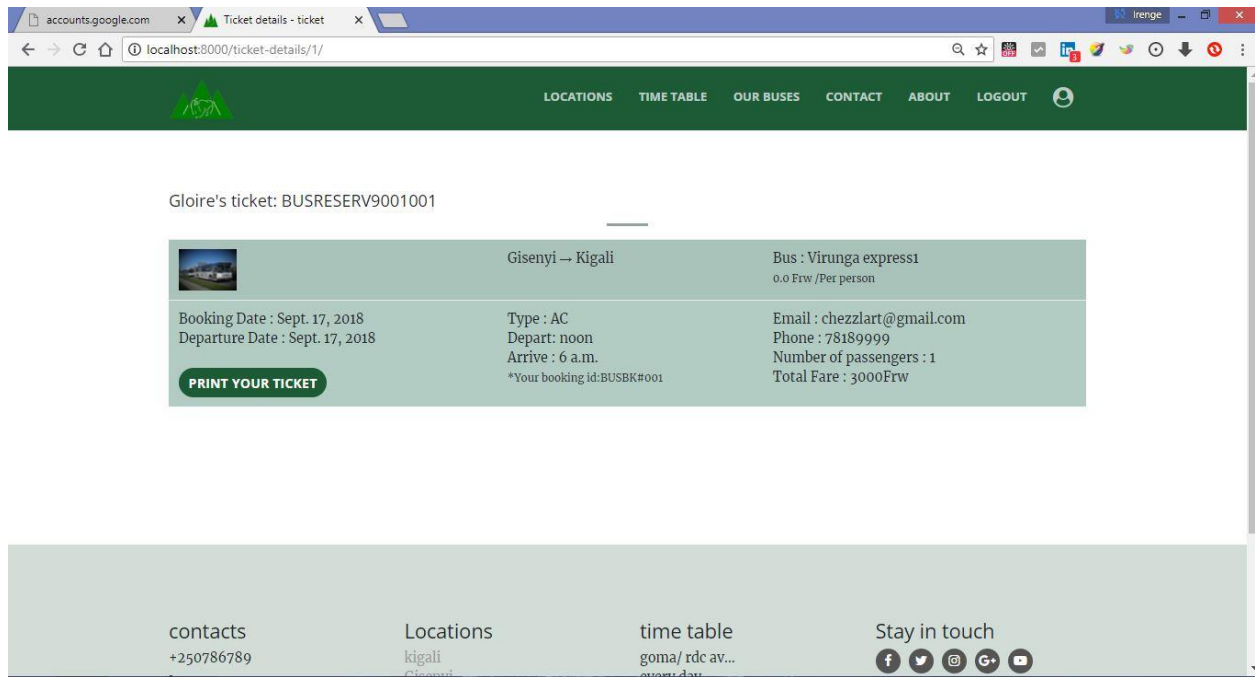 accounts.google.com
Ticket details - ticket
Irenge
localhost:8000/ticket-details/1/
LOCATIONS TIME TABLE OUR BUSES CONTACT ABOUT LOGOUT
Gloire's ticket: BUSRESERV9001001
Gisenyi → Kigali
Bus : Virunga express1
0.0 Frw /Per person
Booking Date : Sept. 17, 2018
Departure Date : Sept. 17, 2018
PRINT YOUR TICKET
Type : AC
Depart: noon
Arrive : 6 a.m.
*Your booking id:BUSBK#001
Email : chezzlart@gmail.com
Phone : 78189999
Number of passengers : 1
Total Fare : 3000Frw
contacts
+250786789
Locations
kigali
Gisenyi
time table
goma/ rdc av...
every day
Stay in touch